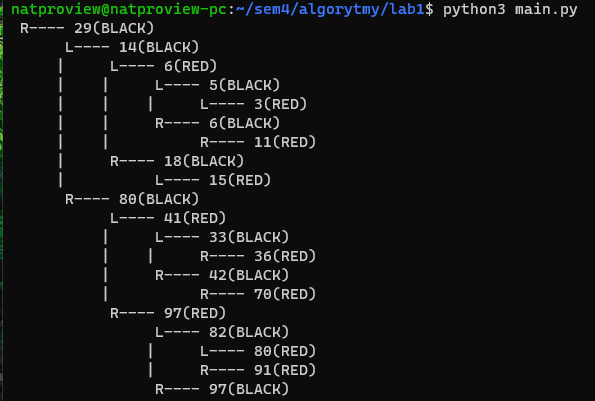 natproview@natproview-pc:~/sem4/algorytmy/lab1$ python3 main.py
R---- 29(BLACK)
     L---- 14(BLACK)
    |     L---- 6(RED)
    |    |     L---- 5(BLACK)
    |    |    |     L---- 3(RED)
    |    |     R---- 6(BLACK)
    |    |          R---- 11(RED)
    |     R---- 18(BLACK)
    |          L---- 15(RED)
     R---- 80(BLACK)
          L---- 41(RED)
         |     L---- 33(BLACK)
         |    |     R---- 36(RED)
         |     R---- 42(BLACK)
         |          R---- 70(RED)
          R---- 97(RED)
               L---- 82(BLACK)
              |     L---- 80(RED)
              |     R---- 91(RED)
               R---- 97(BLACK)